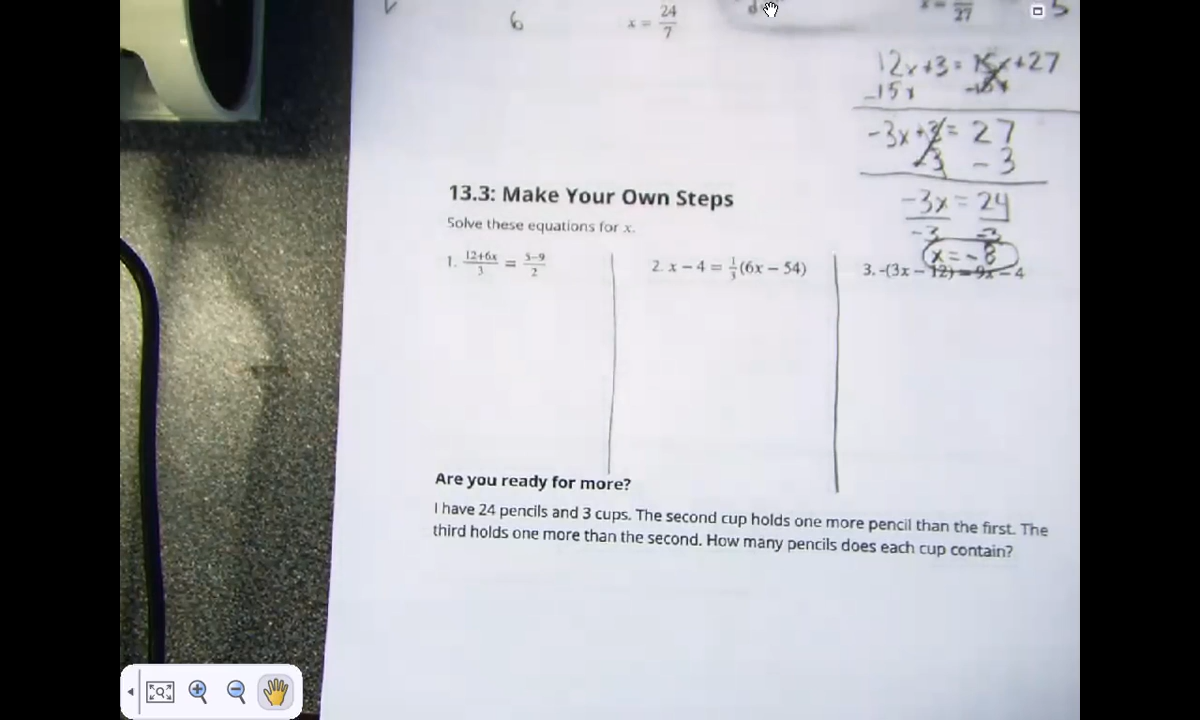 6
x = 24/7
27
12x+3 = 15x+27
-15x -15x
-3x+3 = 27
-3 - 3
-3x = 24
-3 -3
x = -8
13.3: Make Your Own Steps
Solve these equations for x.
1. (12+6x)/3 = (5-9)/2
2. x − 4 = 1/3(6x − 54)
3. -(3x − 12) = 9x − 4
Are you ready for more?
I have 24 pencils and 3 cups. The second cup holds one more pencil than the first. The
third holds one more than the second. How many pencils does each cup contain?